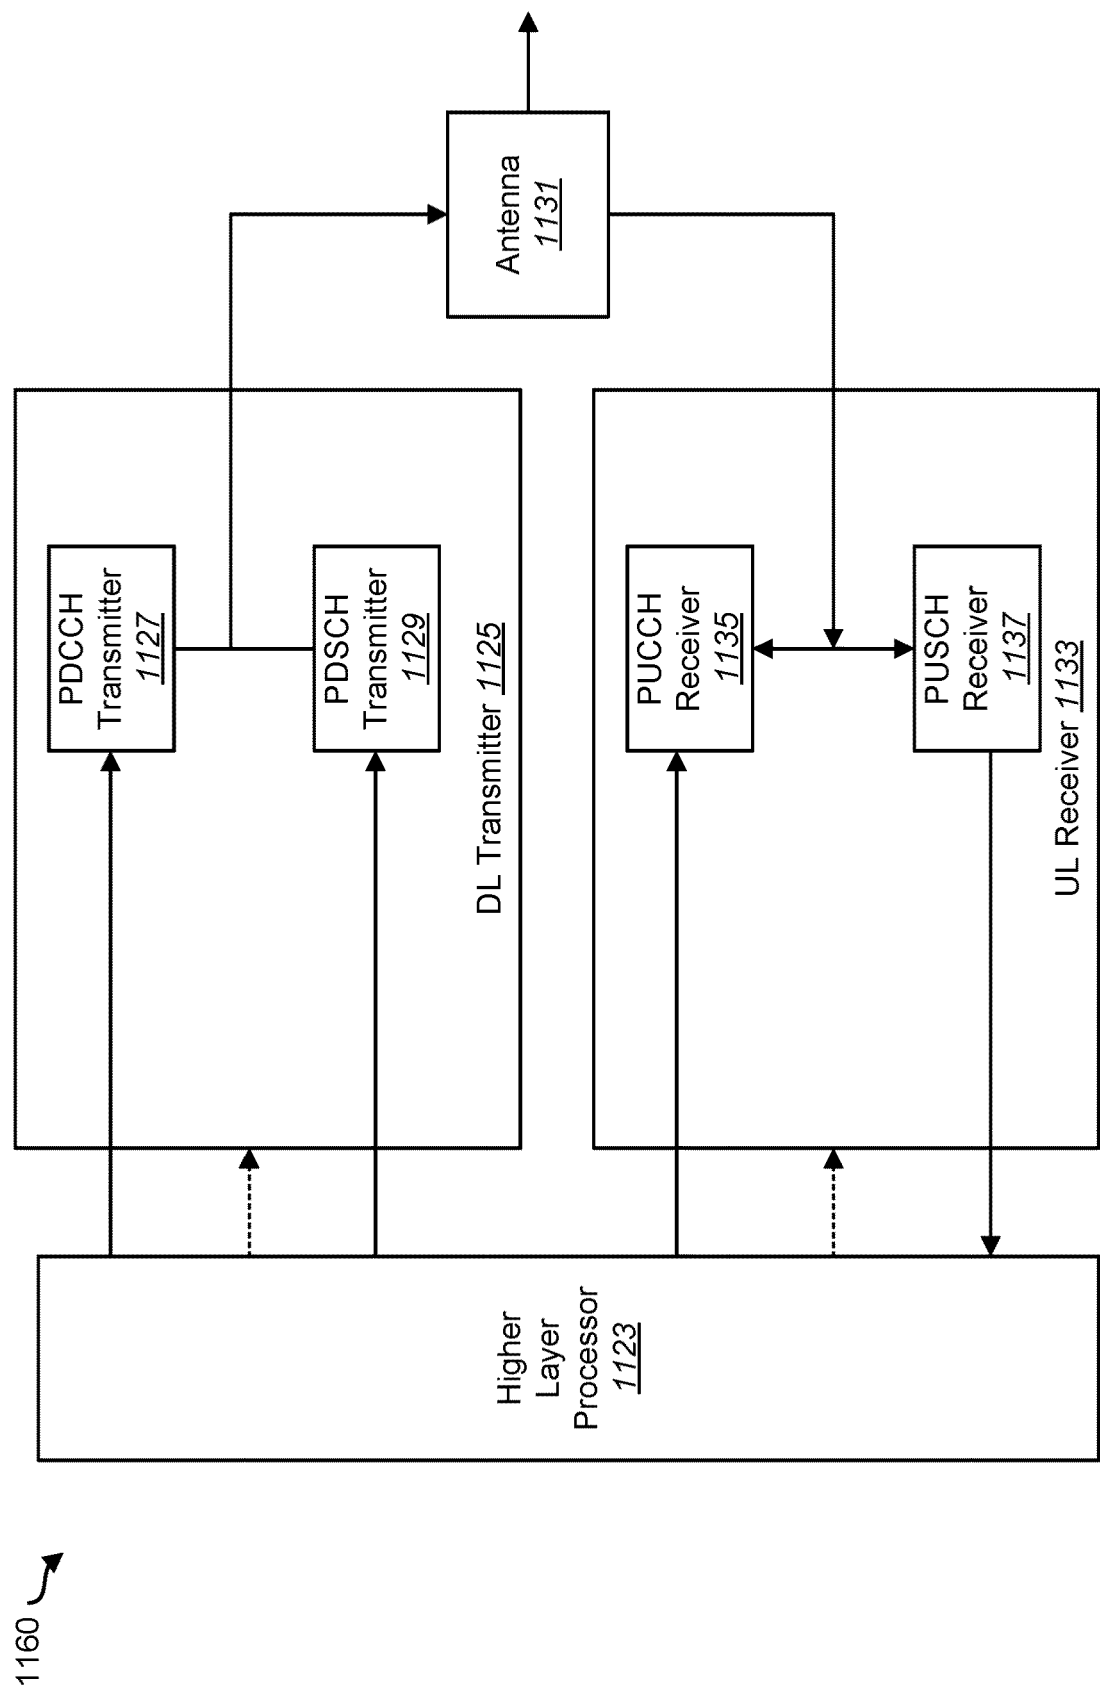 1160
Higher
Layer
Processor
1123
PDCCH
Transmitter
1127
PDSCH
Transmitter
1129
DL Transmitter 1125
PUCCH
Receiver
1135
PUSCH
Receiver
1137
UL Receiver 1133
Antenna
1131